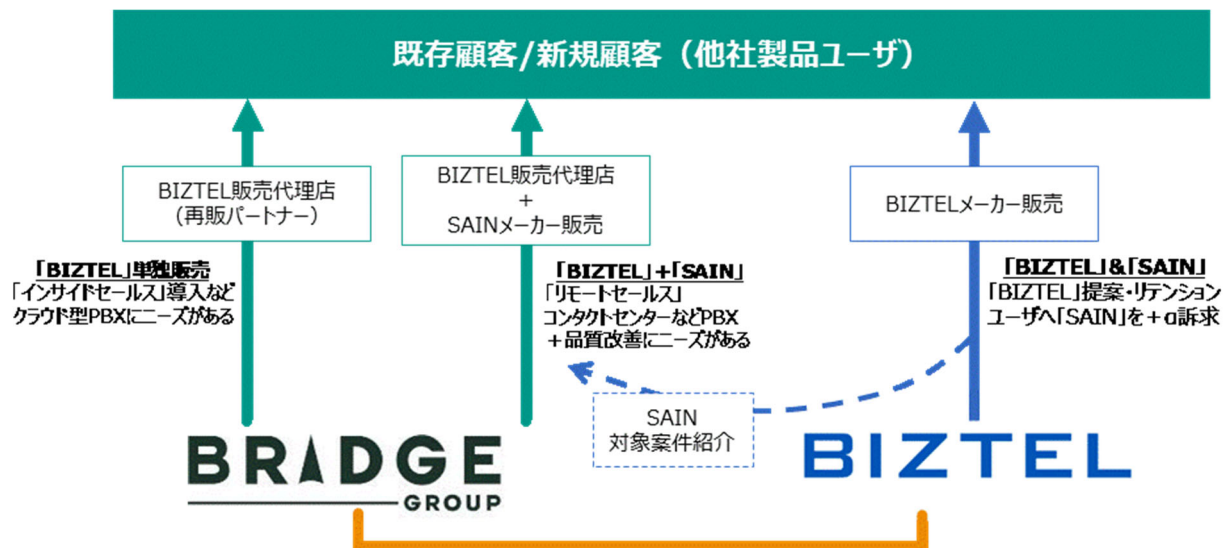 既存顧客/新規顧客（他社製品ユーザ）
BIZTEL販売代理店
(再販パートナー）
BIZTEL販売代理店
+
SAINメーカー販売
BIZTELメーカー販売
「BIZTEL」単独販売
「インサイドセールス」導入など
クラウド型PBXにニーズがある
「BIZTEL」+「SAIN」
「リモートセールス」
コンタクトセンターなどPBX
＋品質改善にニーズがある
「BIZTEL」&「SAIN」
「BIZTEL」提案・リテンション
ユーザへ「SAIN」を＋α訴求
SAIN
対象案件紹介
BRIDGE
GROUP
BIZTEL